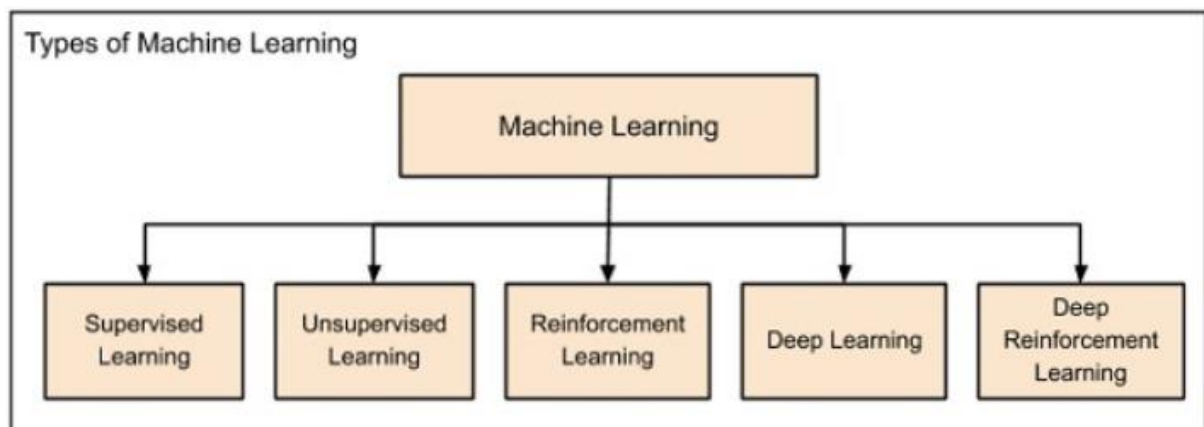 Types of Machine Learning
Machine Learning
Supervised
Learning
Unsupervised
Learning
Reinforcement
Learning
Deep Learning
Deep
Reinforcement
Learning